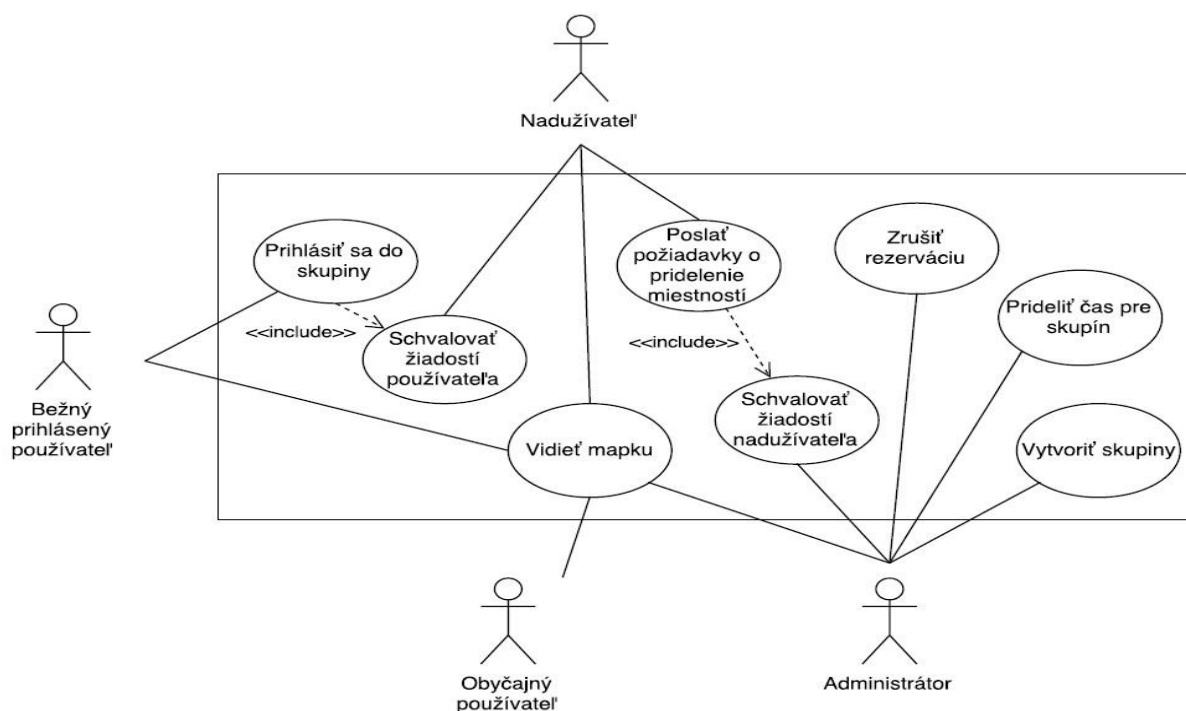 Nadužívateľ
Prihlásiť sa do
skupiny
Poslať
požiadavky o
pridelenie
miestností
Zrušiť
rezerváciu
Prideliť čas pre
skupín
<<include>>
Schvalovať
žiadostí
používateľa
<<include>>
Schvalovať
žiadostí
nadužívateľa
Bežný
prihlásený
používateľ
Vidieť mapku
Vytvoriť skupiny
Obyčajný
používateľ
Administrátor